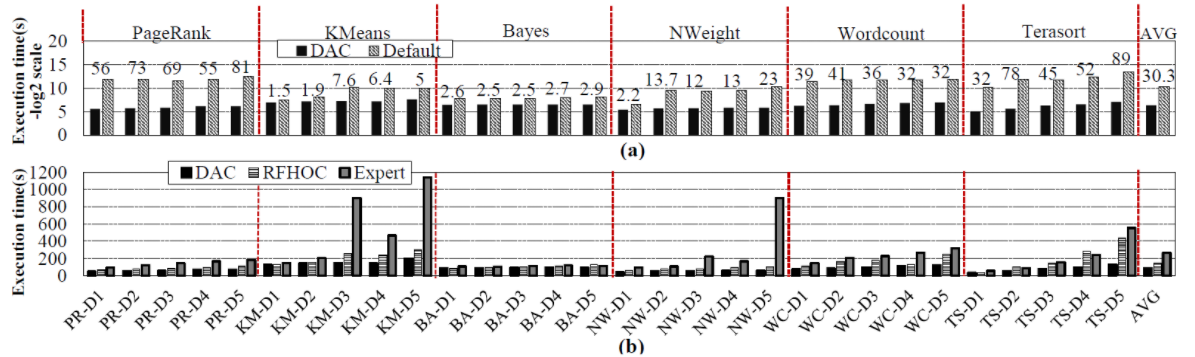 PageRank KMeans Bayes NWeight Wordcount Terasort AVG
Execution time(s)
-log2 scale
20
15
10
5
0
DAC Default
56 73 69 55 81 1.5 1.9 7.6 6.4 5 2.6 2.5 2.5 2.7 2.9 2.2 13.7 12 13 23 39 41 36 32 32 32 78 45 52 89 30.3
(a)
Execution time(s)
1200
1000
800
600
400
200
0
DAC RFHOC Expert
PR-D1 PR-D2 PR-D3 PR-D4 PR-D5 KM-D1 KM-D2 KM-D3 KM-D4 KM-D5 BA-D1 BA-D2 BA-D3 BA-D4 BA-D5 NW-D1 NW-D2 NW-D3 NW-D4 NW-D5 WC-D1 WC-D2 WC-D3 WC-D4 WC-D5 TS-D1 TS-D2 TS-D3 TS-D4 TS-D5 AVG
(b)